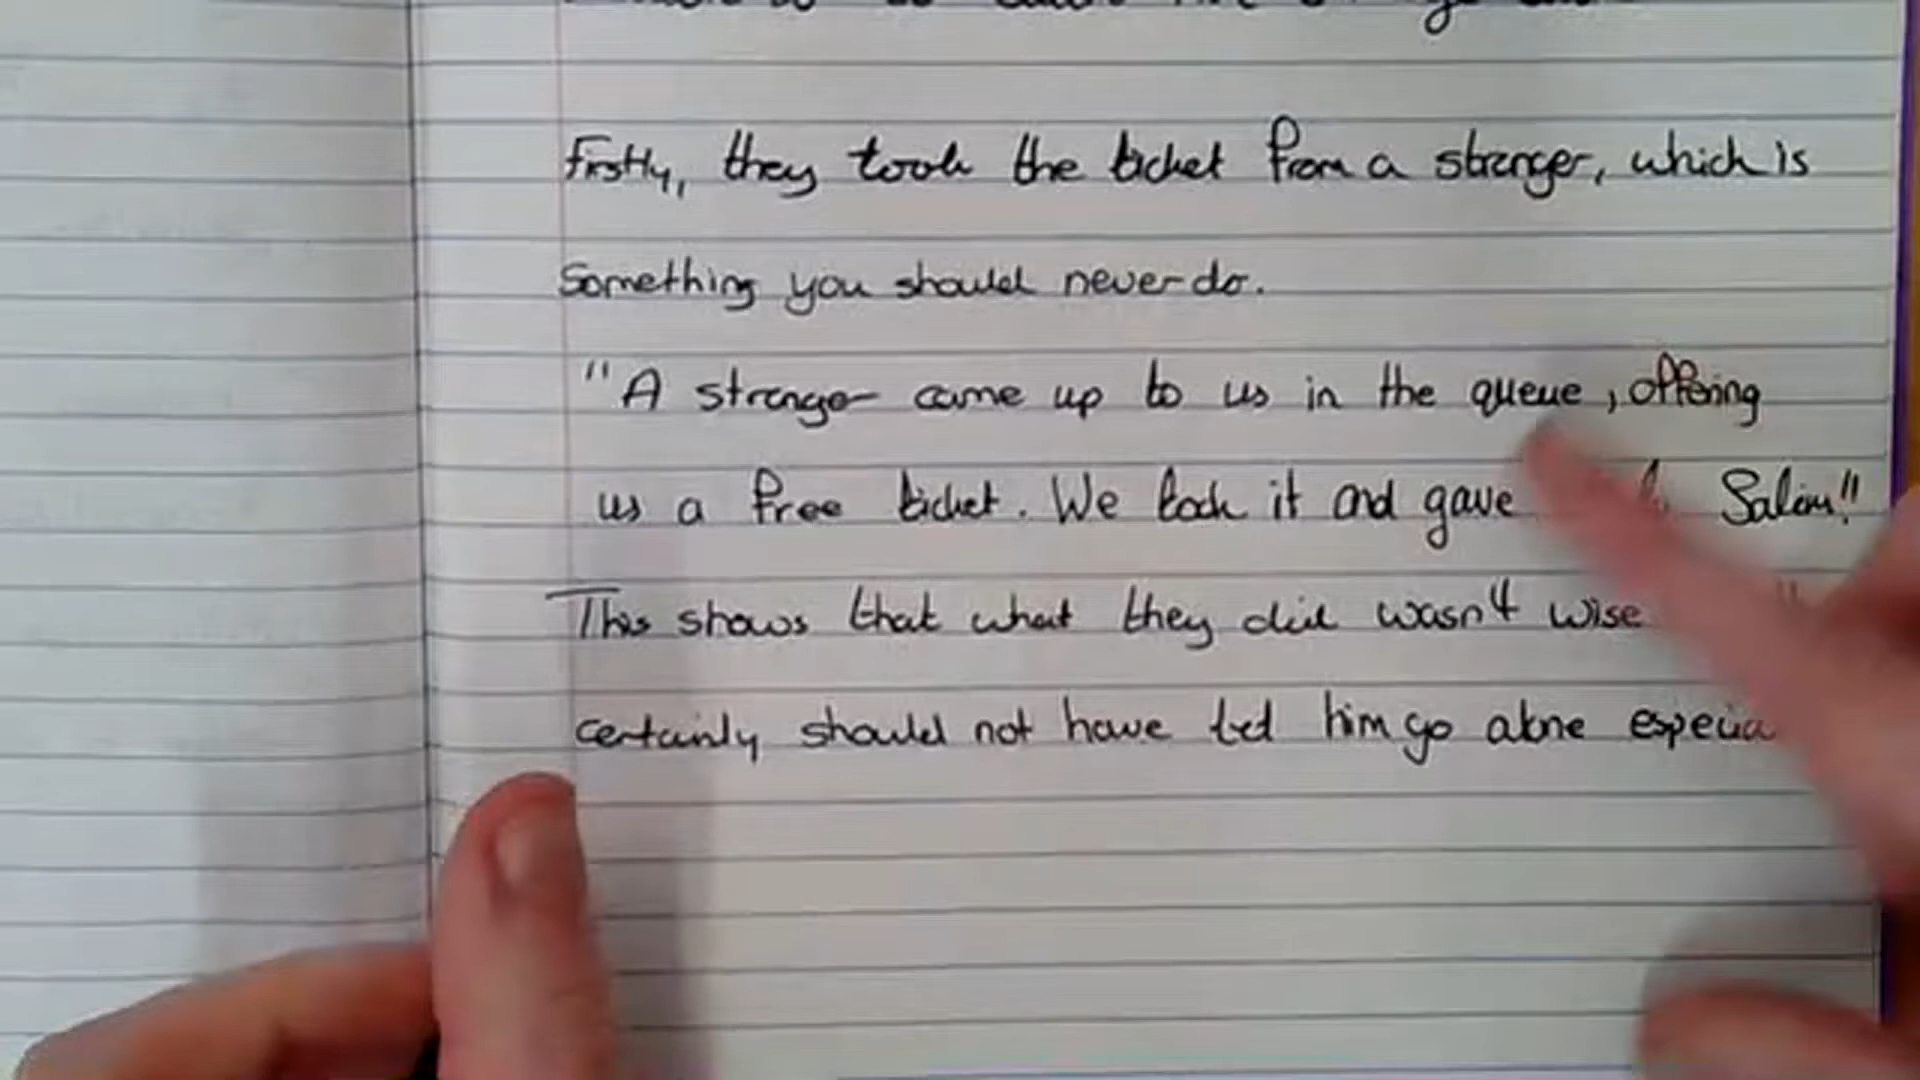 Firstly, they took the ticket from a stranger, which is
something you should never do.
"A stranger came up to us in the queue, offering
us a free ticket. We took it and gave Salim!"
This shows that what they did wasn't wise
certainly should not have let him go alone especia